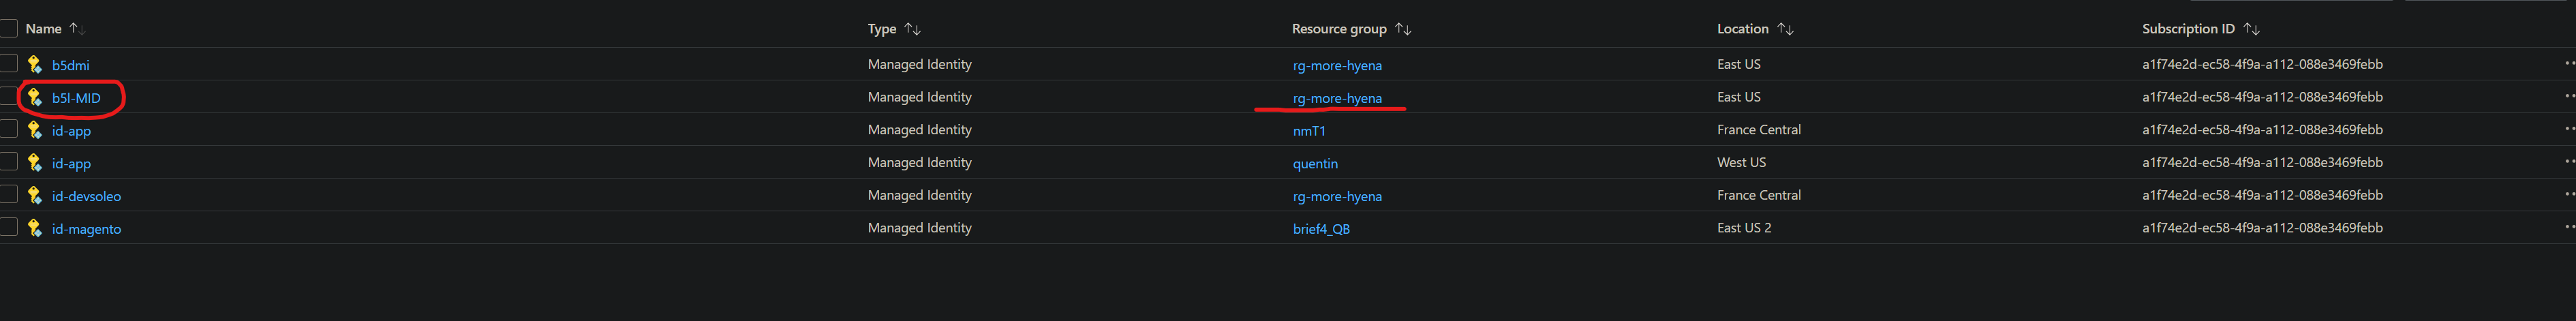 Name Type Resource group Location Subscription ID
b5dmi Managed Identity rg-more-hyena East US a1f74e2d-ec58-4f9a-a112-088e3469febb
b5l-MID Managed Identity rg-more-hyena East US a1f74e2d-ec58-4f9a-a112-088e3469febb
id-app Managed Identity nmT1 France Central a1f74e2d-ec58-4f9a-a112-088e3469febb
id-app Managed Identity quentin West US a1f74e2d-ec58-4f9a-a112-088e3469febb
id-devsoleo Managed Identity rg-more-hyena France Central a1f74e2d-ec58-4f9a-a112-088e3469febb
id-magento Managed Identity brief4_QB East US 2 a1f74e2d-ec58-4f9a-a112-088e3469febb